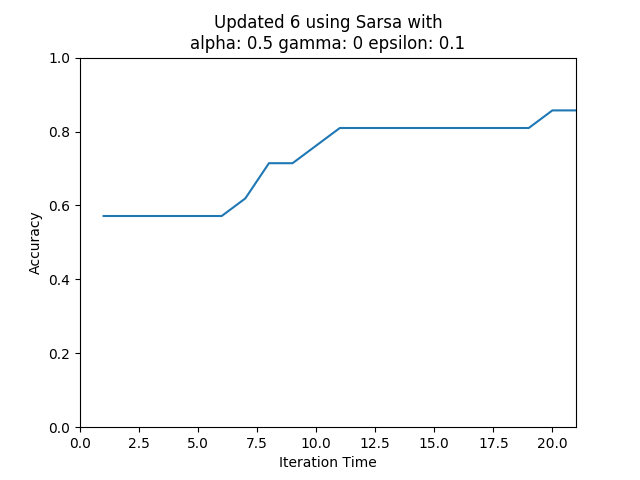 Updated 6 using Sarsa with
alpha: 0.5 gamma: 0 epsilon: 0.1
1.0
0.8
0.6
0.4
0.2
0.0
Accuracy
0.0 2.5 5.0 7.5 10.0 12.5 15.0 17.5 20.0
Iteration Time